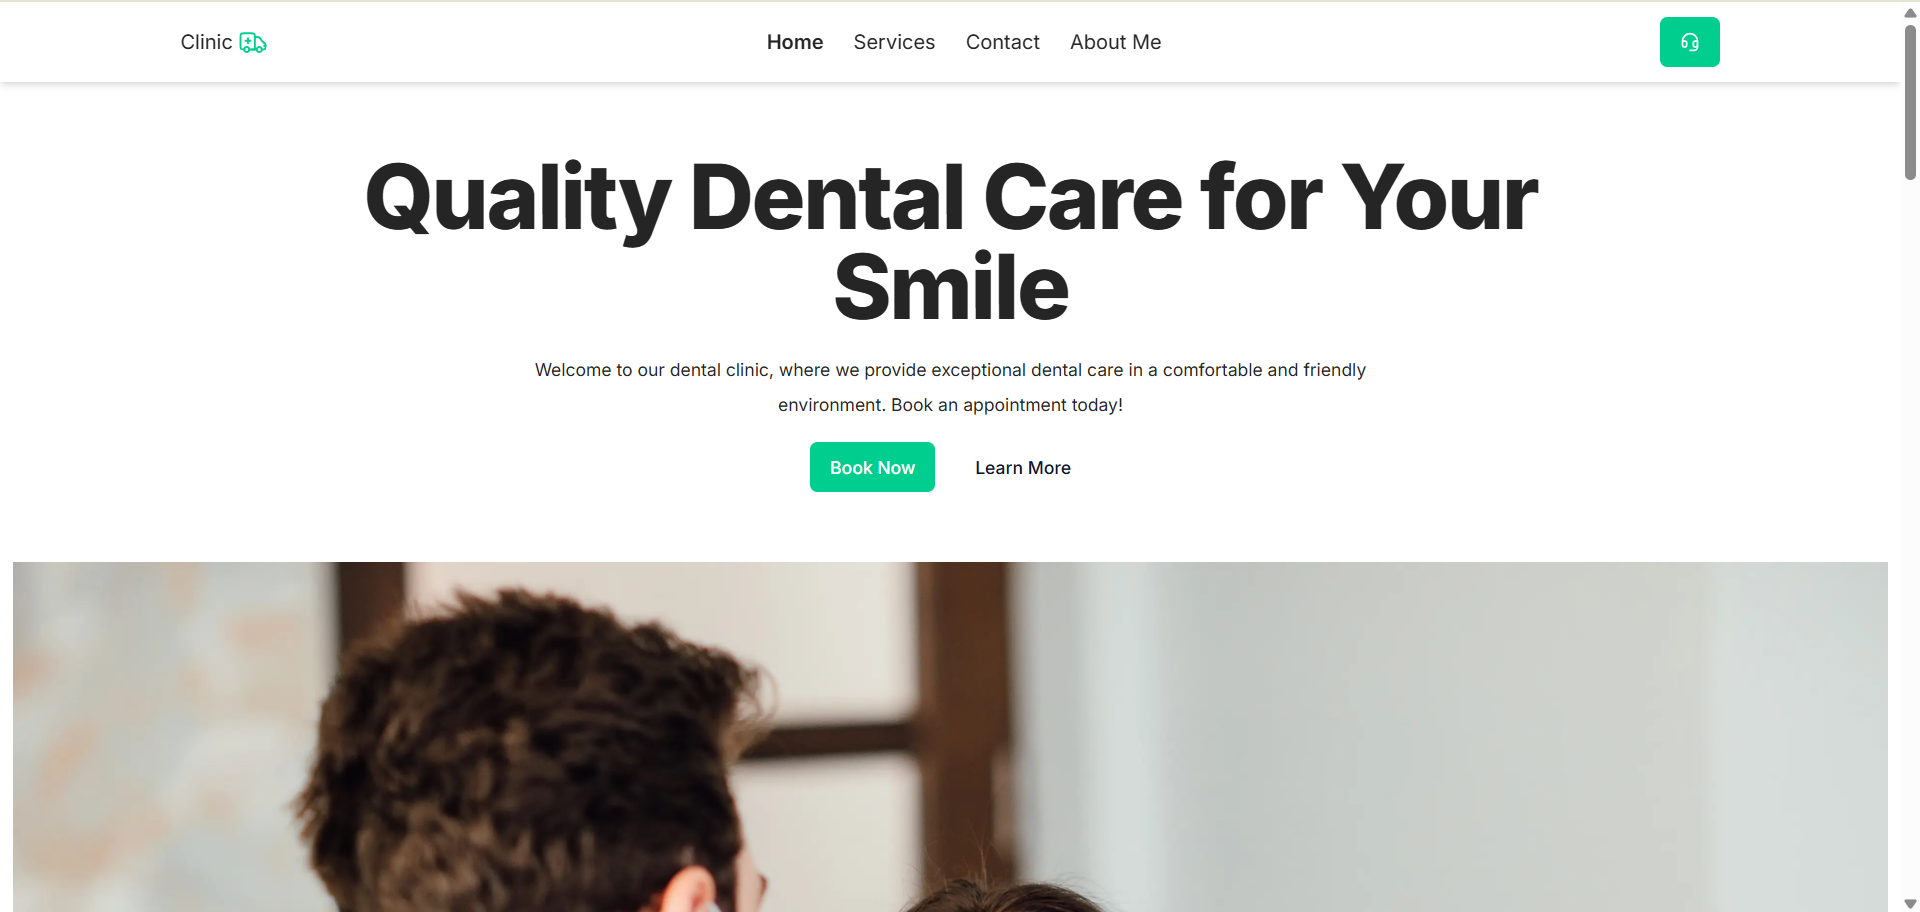 Clinic
Home
Services
Contact
About Me
Quality Dental Care for Your
Smile
Welcome to our dental clinic, where we provide exceptional dental care in a comfortable and friendly
environment. Book an appointment today!
Book Now
Learn More